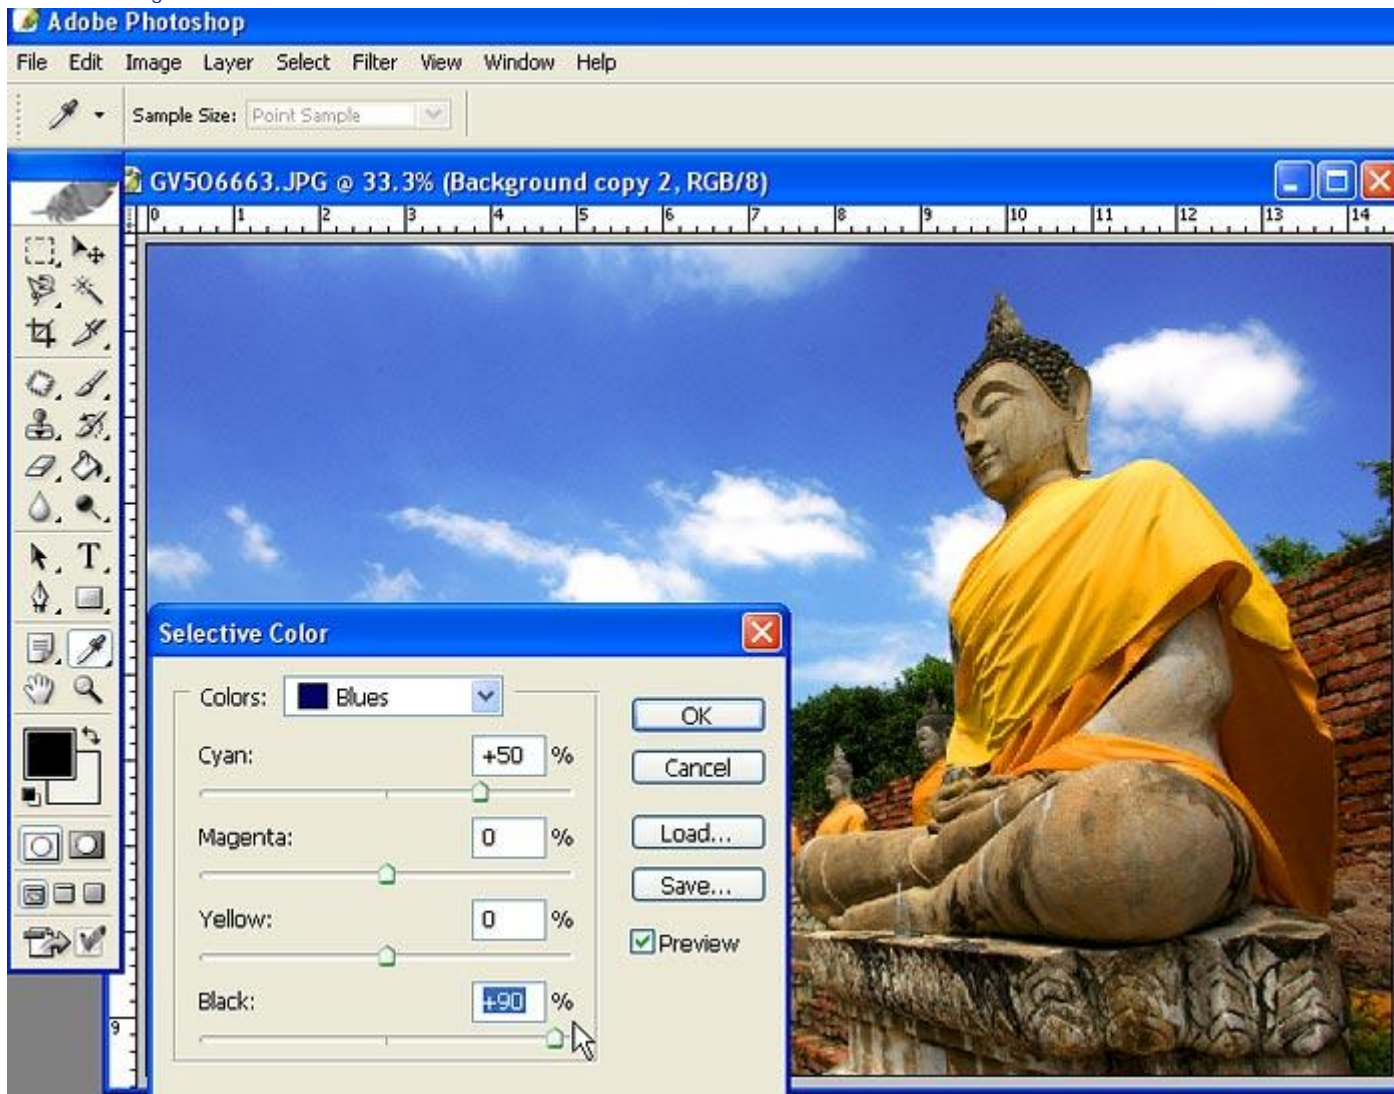 Adobe Photoshop
File Edit Image Layer Select Filter View Window Help
Sample Size: Point Sample
GV506663.JPG @ 33.3% (Background copy 2, RGB/8)
0 1 2 3 4 5 6 7 8 9 10 11 12 13 14
T
Selective Color
Colors: Blues
OK
Cyan: +50 %
Cancel
Magenta: 0 %
Load...
Save...
Yellow: 0 %
Preview
Black: +90 %
9